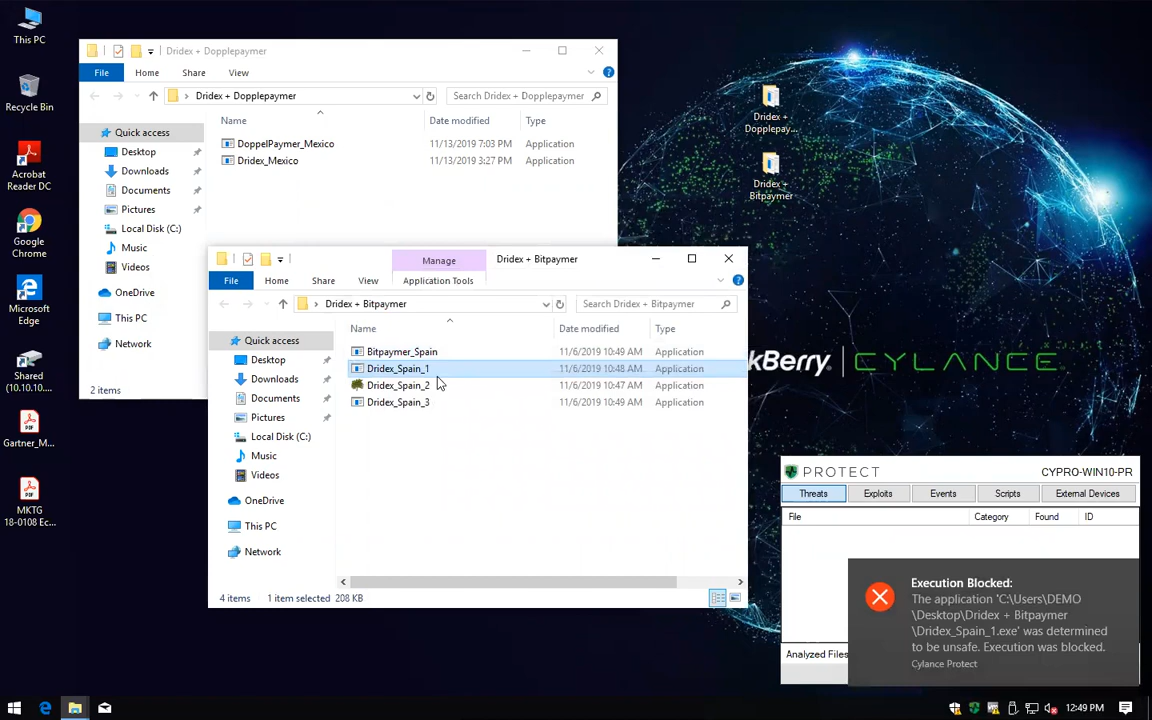 This PC
Recycle Bin
Acrobat
Reader DC
Google
Chrome
Microsoft
Edge
Shared
(10.10.10....
Gartner_M...
MKTG
18-0108 Ec...
Dridex + Dopplepaymer
File
Home
Share
View
Dridex + Dopplepaymer
Search Dridex + Dopplepaymer
Name
Date modified
Type
Quick access
Desktop
Downloads
Documents
Pictures
Local Disk (C:)
Music
Videos
OneDrive
This PC
Network
DoppelPaymer_Mexico
11/13/2019 7:03 PM
Application
Dridex_Mexico
11/13/2019 3:27 PM
Application
2 items
Dridex +
Dopplepay...
Dridex +
Bitpaymer
Manage
Dridex + Bitpaymer
File
Home
Share
View
Application Tools
Dridex + Bitpaymer
Search Dridex + Bitpaymer
Name
Date modified
Type
Quick access
Desktop
Downloads
Documents
Pictures
Local Disk (C:)
Music
Videos
OneDrive
This PC
Network
Bitpaymer_Spain
11/6/2019 10:49 AM
Application
Dridex_Spain_1
11/6/2019 10:48 AM
Application
Dridex_Spain_2
11/6/2019 10:47 AM
Application
Dridex_Spain_3
11/6/2019 10:49 AM
Application
4 items
1 item selected 208 KB
kBerry
CYLANCE
PROTECT
CYPRO-WIN10-PR
Threats
Exploits
Events
Scripts
External Devices
File
Category
Found
ID
Analyzed Files
Execution Blocked:
The application 'C:\Users\DEMO
\Desktop\Dridex + Bitpaymer
\Dridex_Spain_1.exe' was determined
to be unsafe. Execution was blocked.
Cylance Protect
12:49 PM